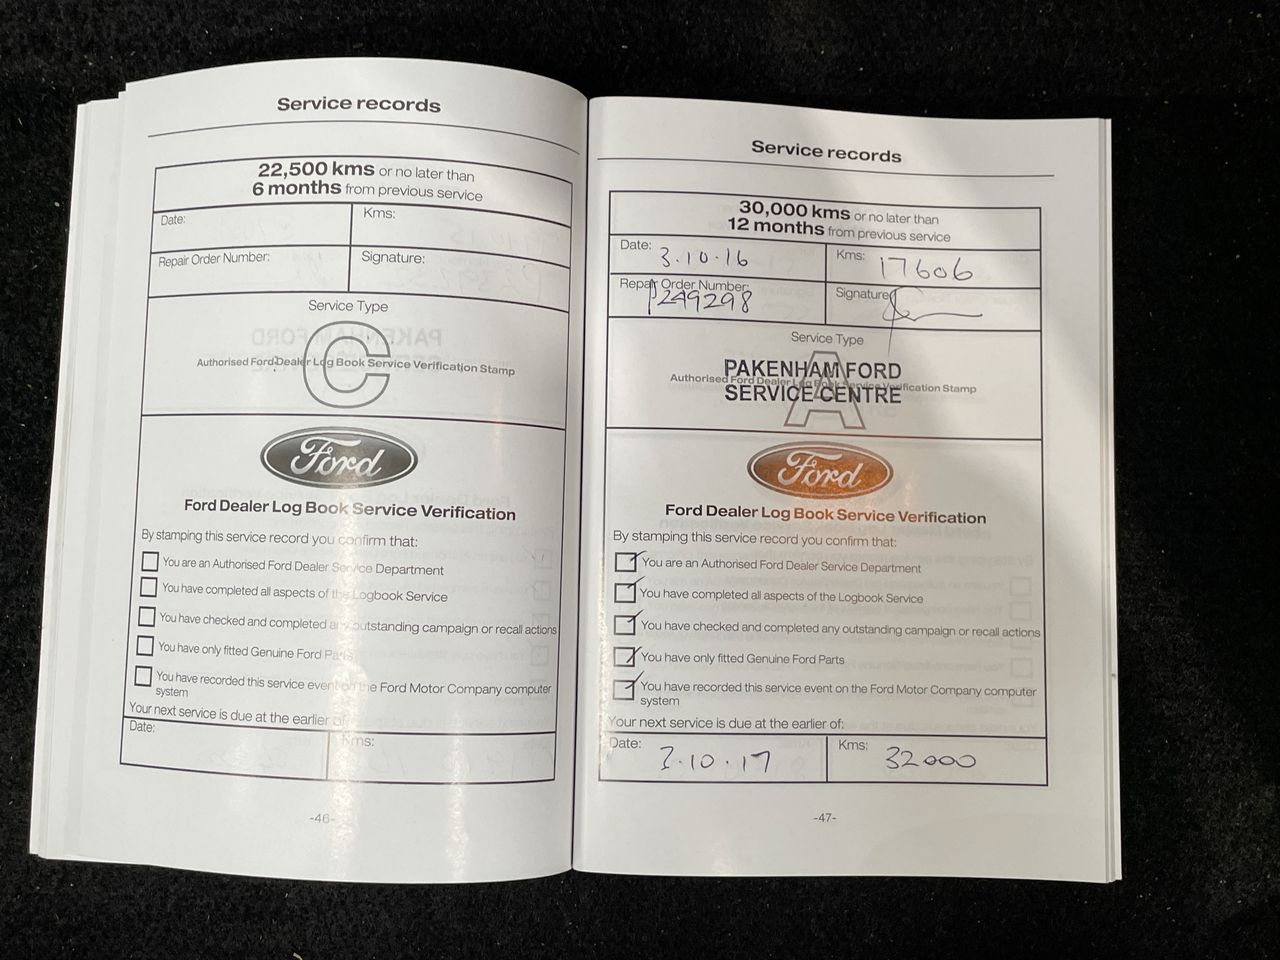 Service records
22,500 kms or no later than
6 months from previous service
Date:
Kms:
Repair Order Number:
Signature:
Service Type
C
Authorised Ford Dealer Log Book Service Verification Stamp
Ford
Ford Dealer Log Book Service Verification
By stamping this service record you confirm that:
You are an Authorised Ford Dealer Service Department
You have completed all aspects of the Logbook Service
You have checked and completed any outstanding campaign or recall actions
You have only fitted Genuine Ford Parts
You have recorded this service event on the Ford Motor Company computer
system
Your next service is due at the earlier of:
Date:
Kms:
-46-
Service records
30,000 kms or no later than
12 months from previous service
Date: 3.10.16
Kms: 17606
Repair Order Number:
P249298
Signature:
Service Type
A
PAKENHAM FORD
Authorised Ford Dealer Log Book Service Verification Stamp
SERVICE CENTRE
Ford
Ford Dealer Log Book Service Verification
By stamping this service record you confirm that:
You are an Authorised Ford Dealer Service Department
You have completed all aspects of the Logbook Service
You have checked and completed any outstanding campaign or recall actions
You have only fitted Genuine Ford Parts
You have recorded this service event on the Ford Motor Company computer
system
Your next service is due at the earlier of:
Date: 3.10.17
Kms: 32000
-47-